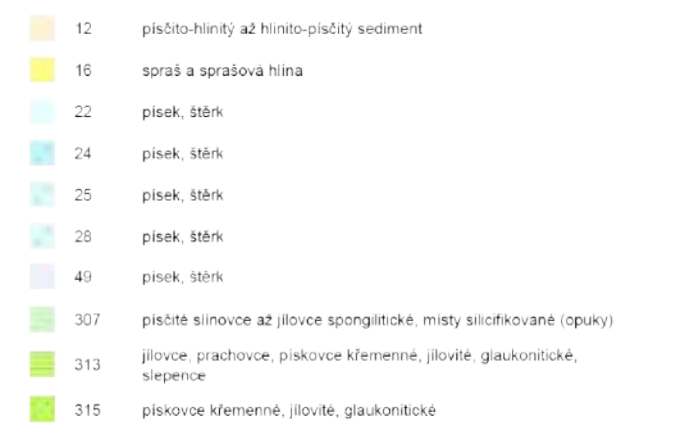 12 písčito-hlinitý až hlinito-písčitý sediment
16 spraš a sprašová hlína
22 písek, štěrk
24 písek, štěrk
25 písek, štěrk
28 písek, štěrk
49 písek, štěrk
307 písčité slínovce až jílovce spongilitické, místy silicifikované (opuky)
313 jílovce, prachovce, pískovce křemenné, jílovité, glaukonitické,
slepence
315 pískovce křemenné, jílovité, glaukonitické